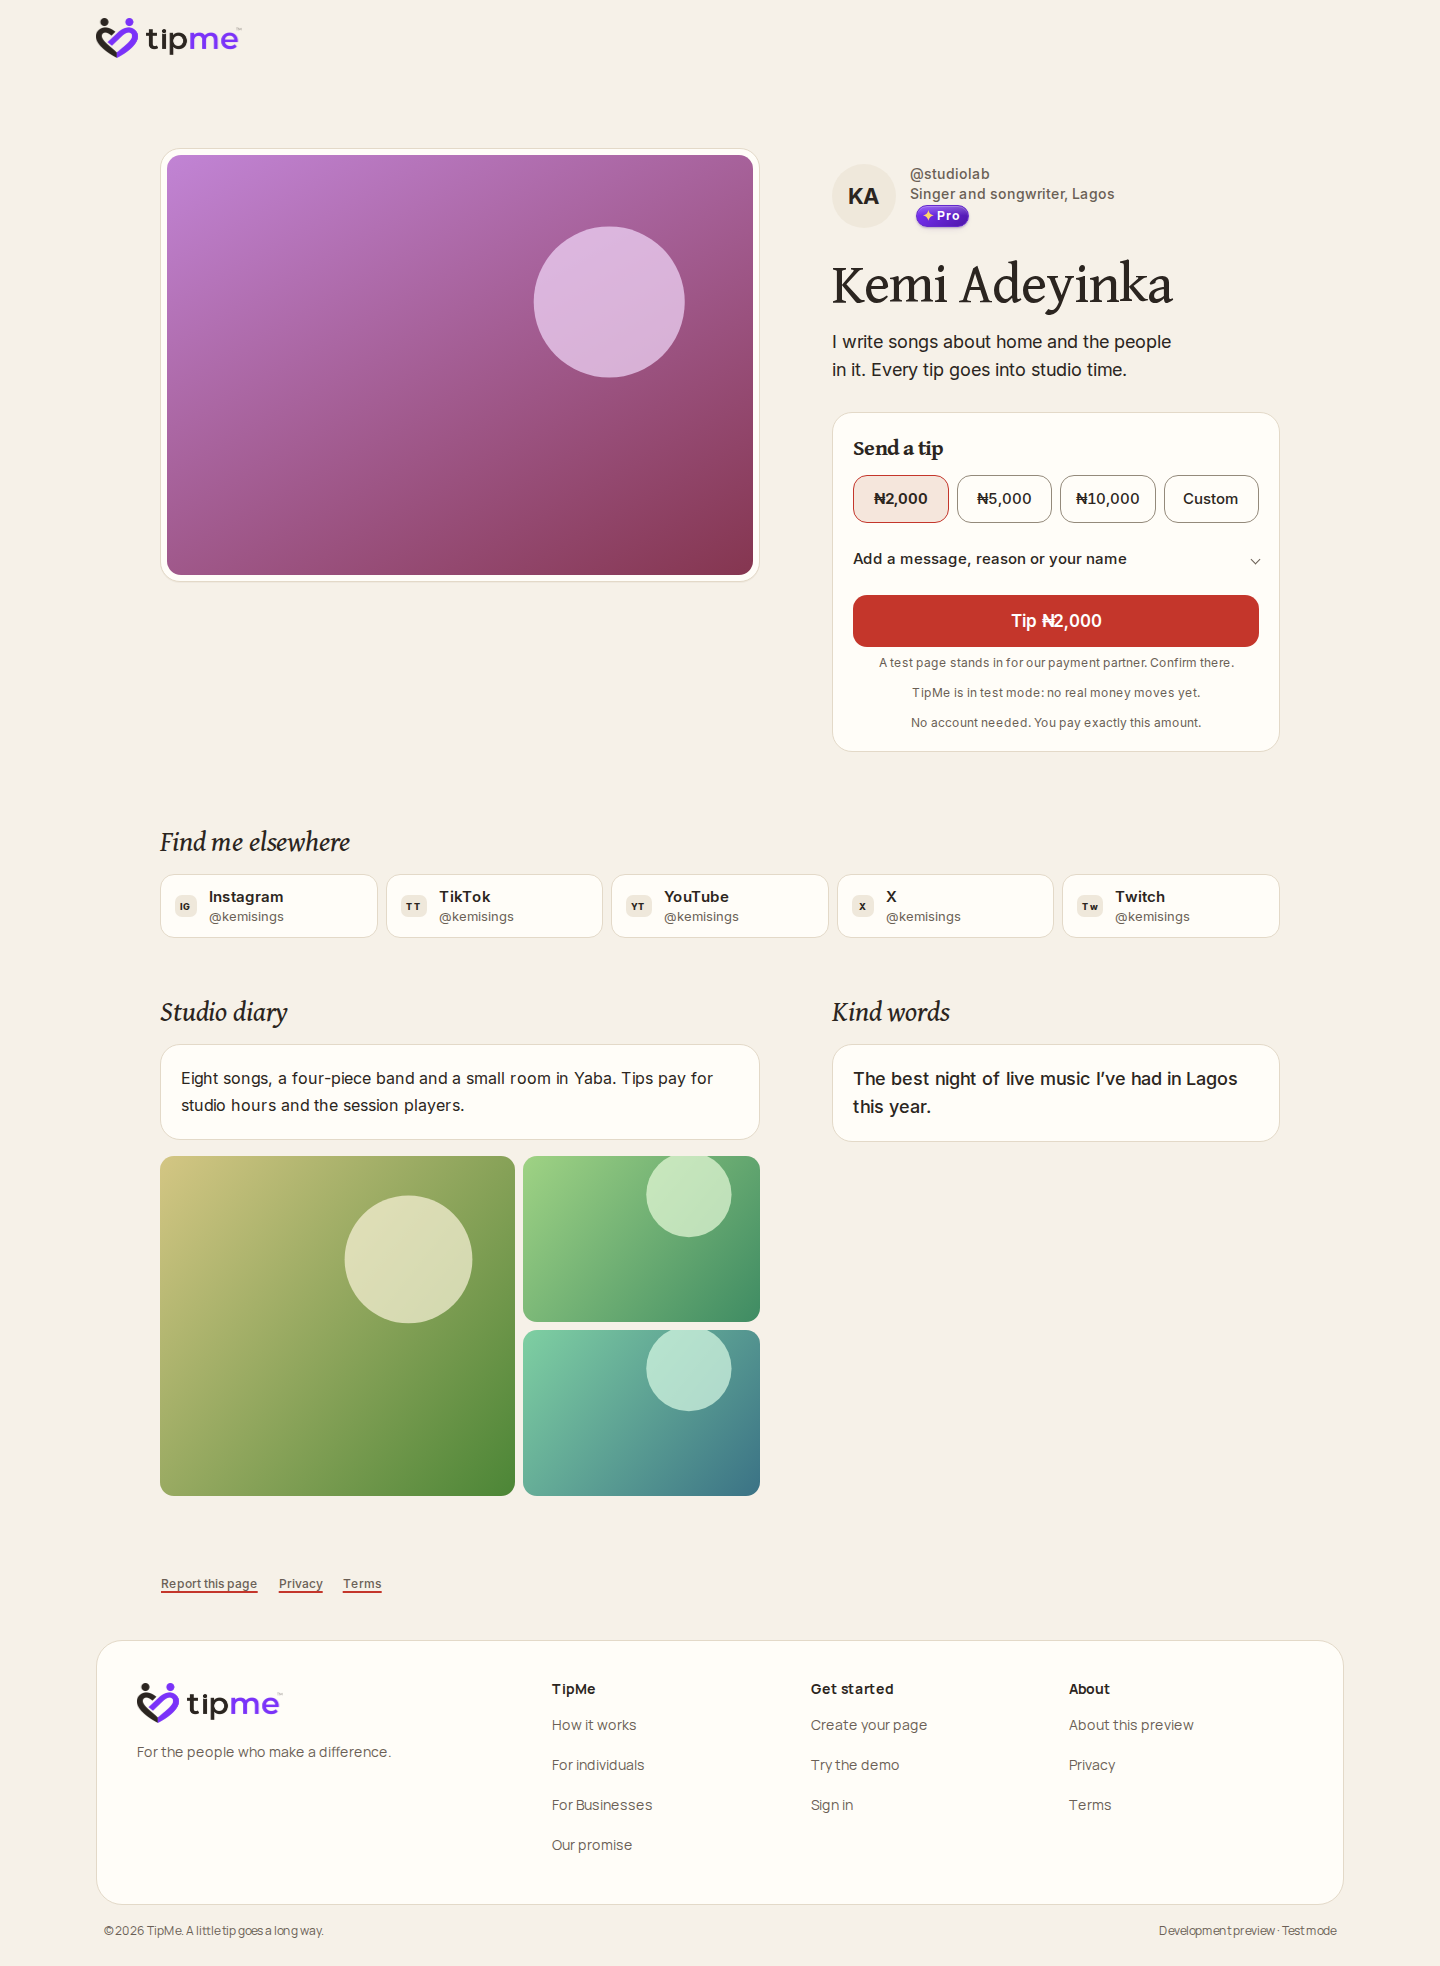 tipme
KA
@studiolab
Singer and songwriter, Lagos
Pro
Kemi Adeyinka
I write songs about home and the people
in it. Every tip goes into studio time.
Send a tip
₦2,000
₦5,000
₦10,000
Custom
Add a message, reason or your name
Tip ₦2,000
A test page stands in for our payment partner. Confirm there.
TipMe is in test mode: no real money moves yet.
No account needed. You pay exactly this amount.
Find me elsewhere
IG
Instagram
@kemisings
TT
TikTok
@kemisings
YT
YouTube
@kemisings
X
X
@kemisings
Tw
Twitch
@kemisings
Studio diary
Eight songs, a four-piece band and a small room in Yaba. Tips pay for
studio hours and the session players.
Kind words
The best night of live music I’ve had in Lagos
this year.
Report this page
Privacy
Terms
tipme
For the people who make a difference.
TipMe
How it works
For individuals
For Businesses
Our promise
Get started
Create your page
Try the demo
Sign in
About
About this preview
Privacy
Terms
© 2026 TipMe. A little tip goes a long way.
Development preview · Test mode